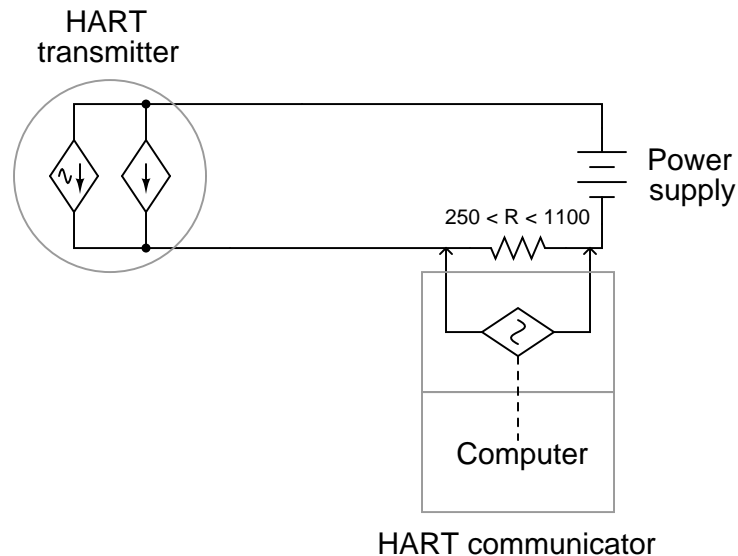 HART
transmitter
Power
supply
250 < R < 1100
Computer
HART communicator